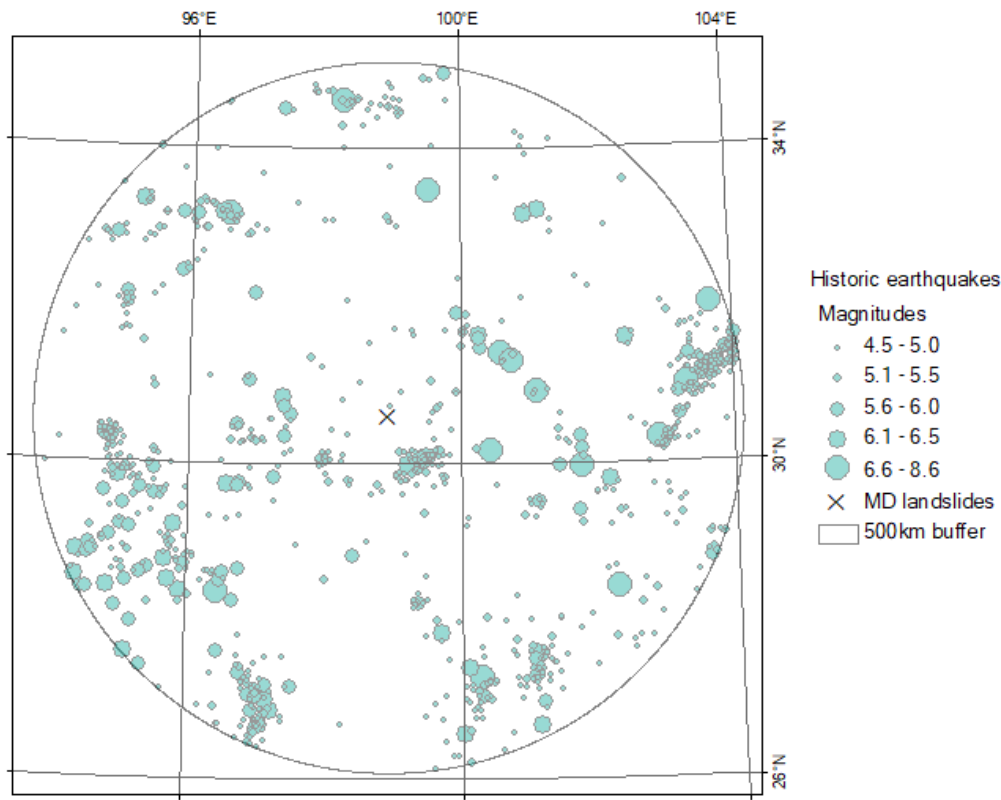 96°E 100°E 104°E
34°N
Historic earthquakes
Magnitudes
4.5 - 5.0
5.1 - 5.5
5.6 - 6.0
6.1 - 6.5
6.6 - 8.6
30°N
MD landslides
500km buffer
26°N